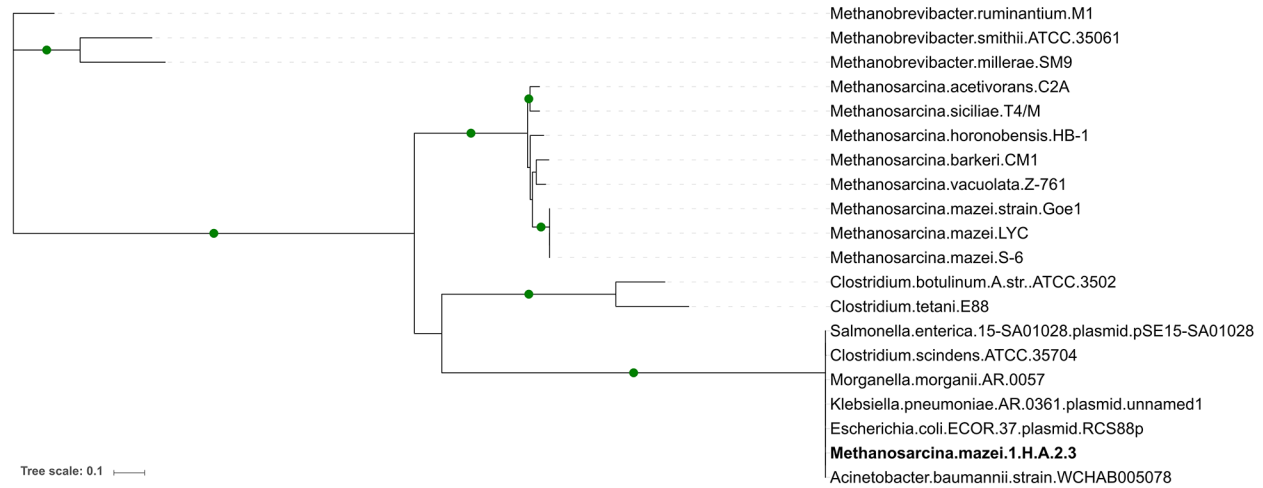 Methanobrevibacter.ruminantium.M1
Methanobrevibacter.smithii.ATCC.35061
Methanobrevibacter.millerae.SM9
Methanosarcina.acetivorans.C2A
Methanosarcina.siciliae.T4/M
Methanosarcina.horonobensis.HB-1
Methanosarcina.barkeri.CM1
Methanosarcina.vacuolata.Z-761
Methanosarcina.mazei.strain.Goe1
Methanosarcina.mazei.LYC
Methanosarcina.mazei.S-6
Clostridium.botulinum.A.str..ATCC.3502
Clostridium.tetani.E88
Salmonella.enterica.15-SA01028.plasmid.pSE15-SA01028
Clostridium.scindens.ATCC.35704
Morganella.morganii.AR.0057
Klebsiella.pneumoniae.AR.0361.plasmid.unnamed1
Escherichia.coli.ECOR.37.plasmid.RCS88p
Methanosarcina.mazei.1.H.A.2.3
Tree scale: 0.1
Acinetobacter.baumannii.strain.WCHAB005078